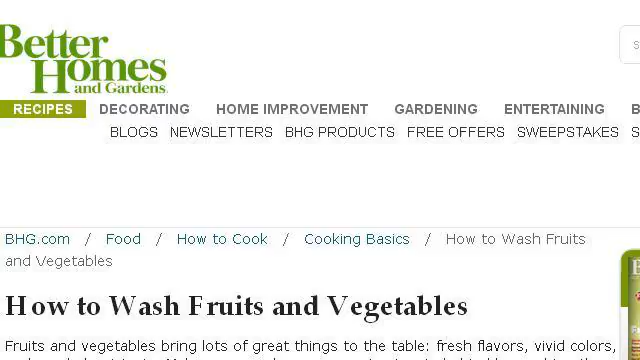 Better
Homes
and Gardens
RECIPES DECORATING HOME IMPROVEMENT GARDENING ENTERTAINING
BLOGS NEWSLETTERS BHG PRODUCTS FREE OFFERS SWEEPSTAKES
BHG.com / Food / How to Cook / Cooking Basics / How to Wash Fruits
and Vegetables
How to Wash Fruits and Vegetables
Fruits and vegetables bring lots of great things to the table: fresh flavors, vivid colors,